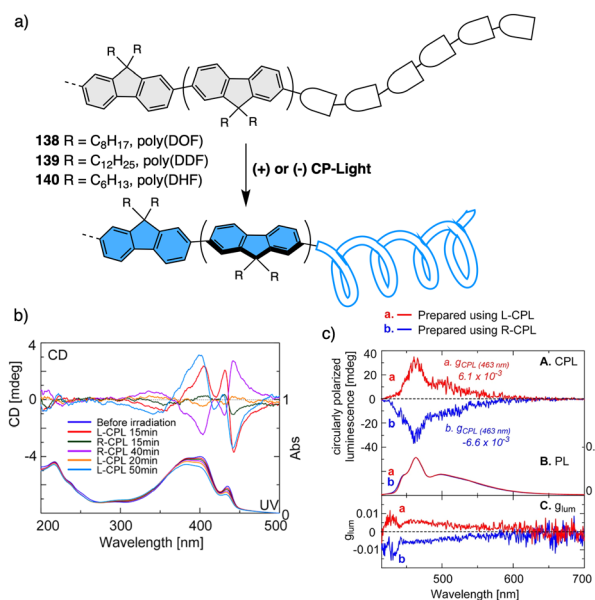 a)
R R
R R
138 R = C₈H₁₇, poly(DOF)
139 R = C₁₂H₂₅, poly(DDF)
140 R = C₆H₁₃, poly(DHF)
(+) or (-) CP-Light
R R
R R
b)
CD
CD [mdeg]
4
0
-4
Before irradiation
L-CPL 15min
R-CPL 15min
R-CPL 40min
L-CPL 20min
L-CPL 50min
1
Abs
0
UV
200 300 400 500
Wavelength [nm]
a. Prepared using L-CPL
b. Prepared using R-CPL
c)
circularly polarized
luminescence [mdeg]
40
20
0
-20
-40
a
b
a. gCPL (463 nm)
6.1 x 10⁻³
b. gCPL (463 nm)
-6.6 x 10⁻³
A. CPL
0.
a
b
B. PL
0
glum
0.01
0
-0.01
a
b
C. glum
500 600 700
Wavelength [nm]